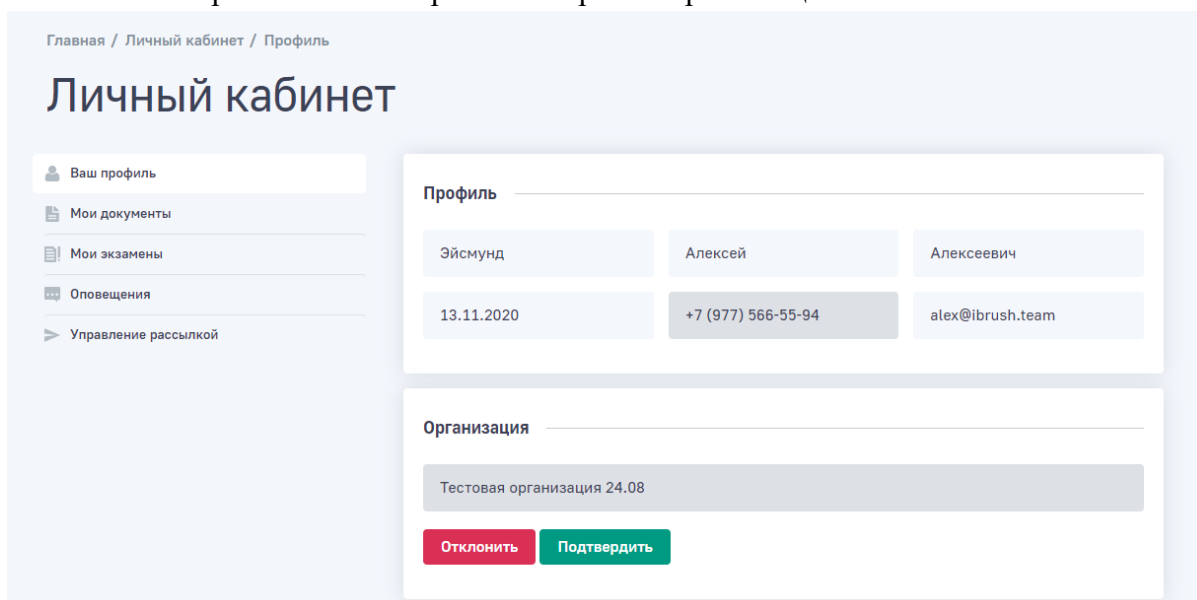 Главная / Личный кабинет / Профиль
Личный кабинет
Ваш профиль
Мои документы
Мои экзамены
Оповещения
Управление рассылкой
Профиль
Эйсмунд Алексей Алексеевич
13.11.2020 +7 (977) 566-55-94 alex@ibrush.team
Организация
Тестовая организация 24.08
Отклонить Подтвердить